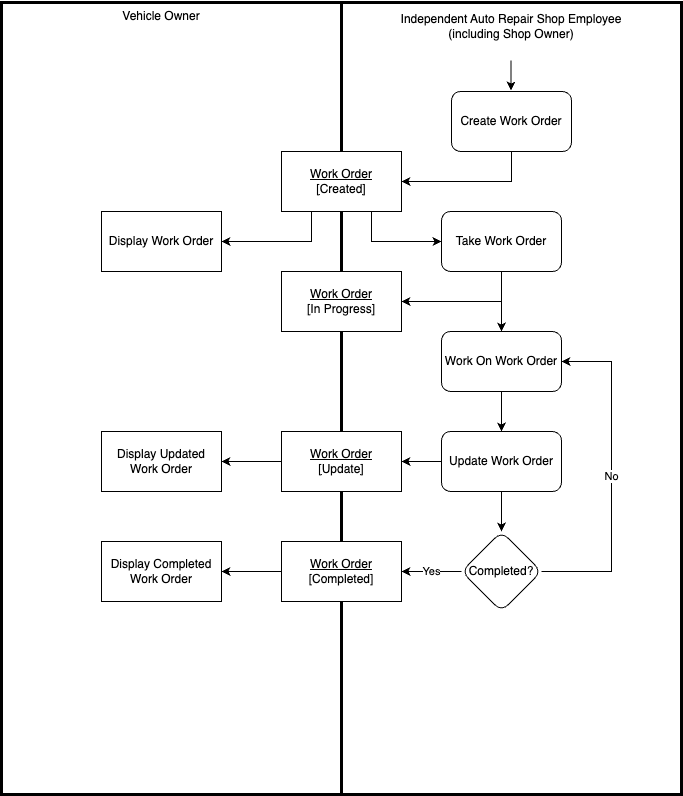 Vehicle Owner
Independent Auto Repair Shop Employee
(including Shop Owner)
Create Work Order
Work Order
[Created]
Display Work Order
Take Work Order
Work Order
[In Progress]
Work On Work Order
Display Updated
Work Order
Work Order
[Update]
Update Work Order
No
Display Completed
Work Order
Work Order
[Completed]
Yes
Completed?